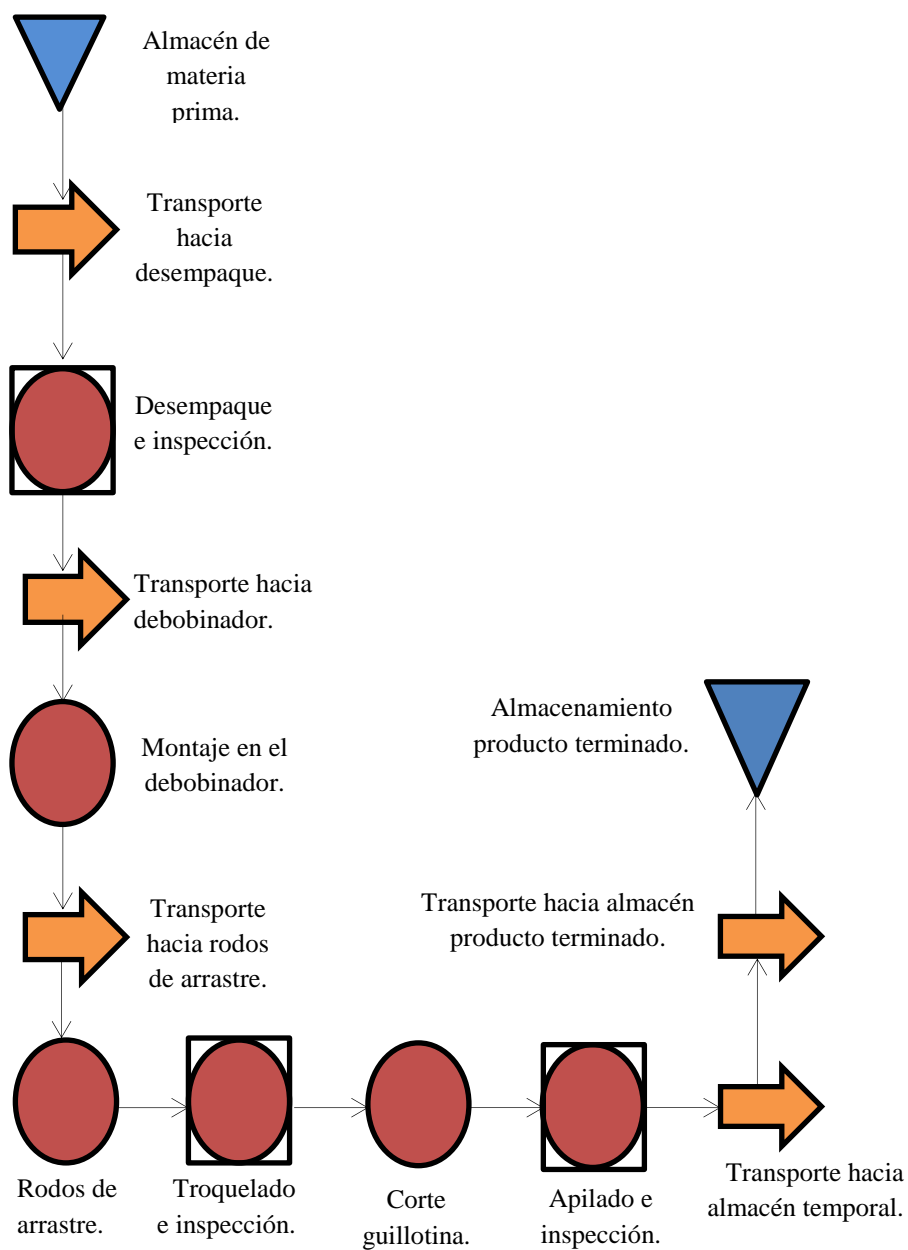 Almacén de
materia
prima.
Transporte
hacia
desempaque.
Desempaque
e inspección.
Transporte hacia
debobinador.
Montaje en el
debobinador.
Transporte
hacia rodos
de arrastre.
Rodos de
arrastre.
Troquelado
e inspección.
Corte
guillotina.
Apilado e
inspección.
Transporte hacia
almacén temporal.
Transporte hacia almacén
producto terminado.
Almacenamiento
producto terminado.